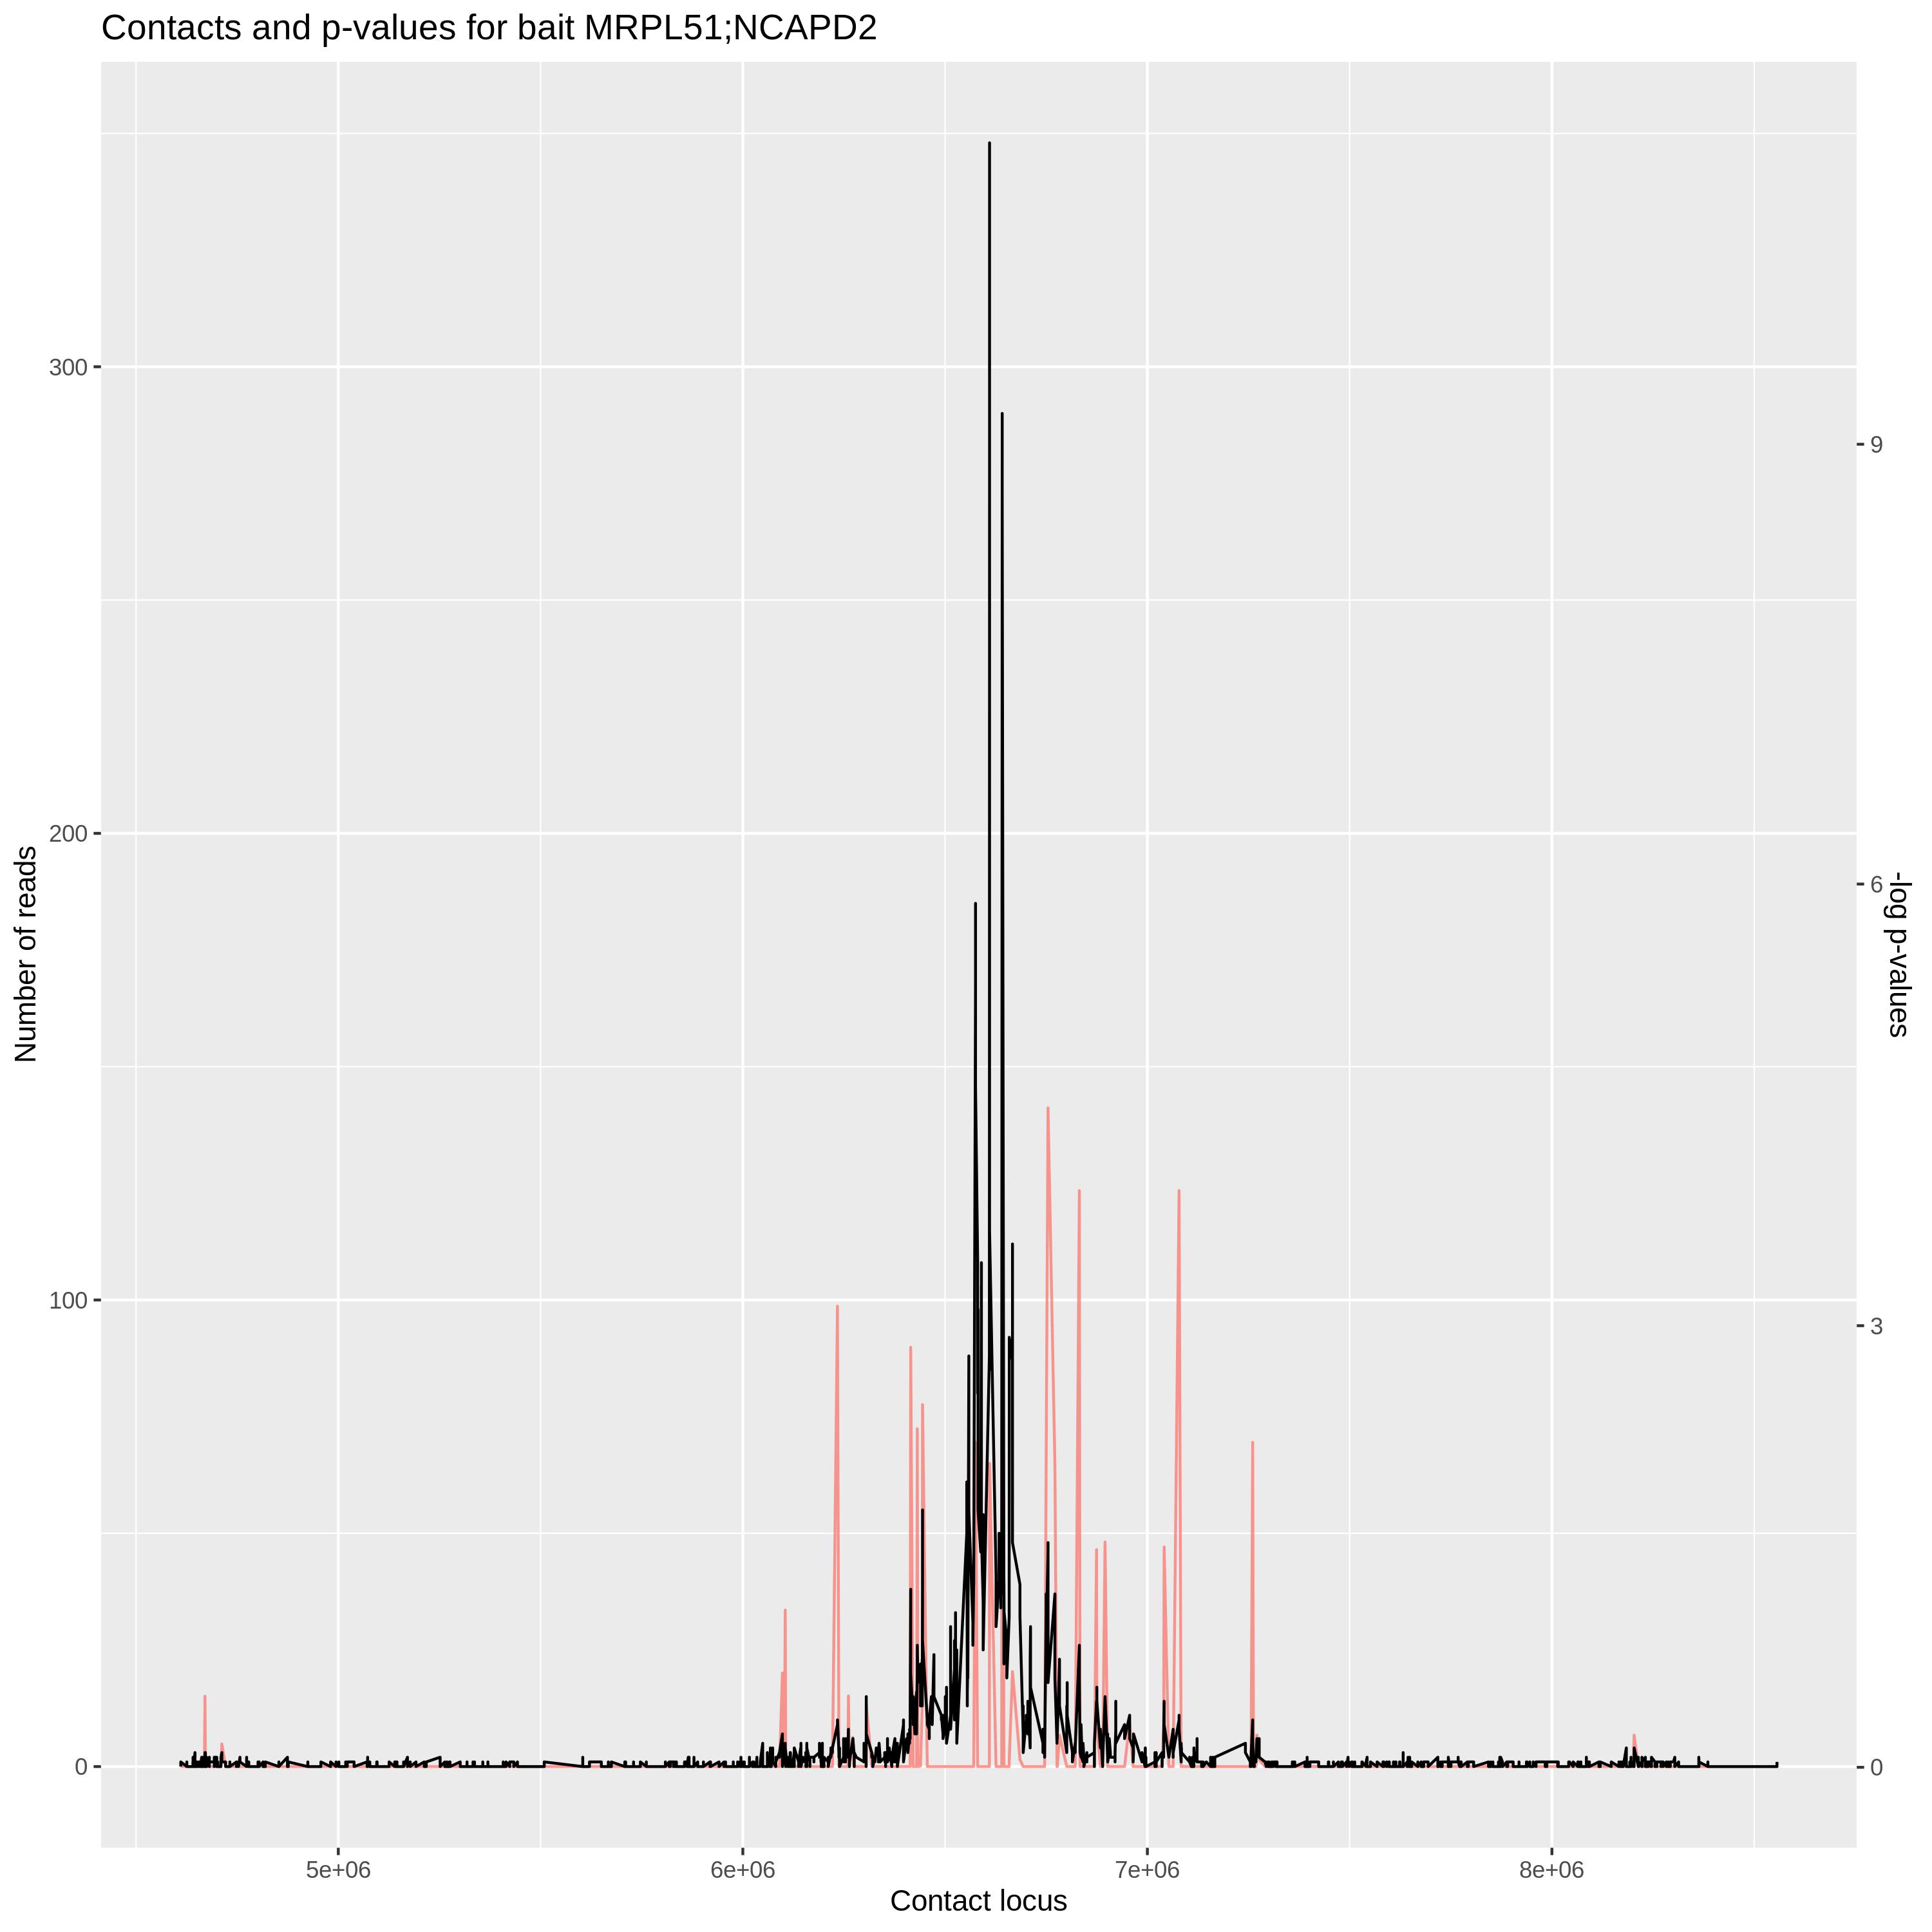 Contacts and p-values for bait MRPL51;NCAPD2
300
200
100
0
Number of reads
9
6
3
0
-log p-values
5e+06
6e+06
7e+06
8e+06
Contact locus